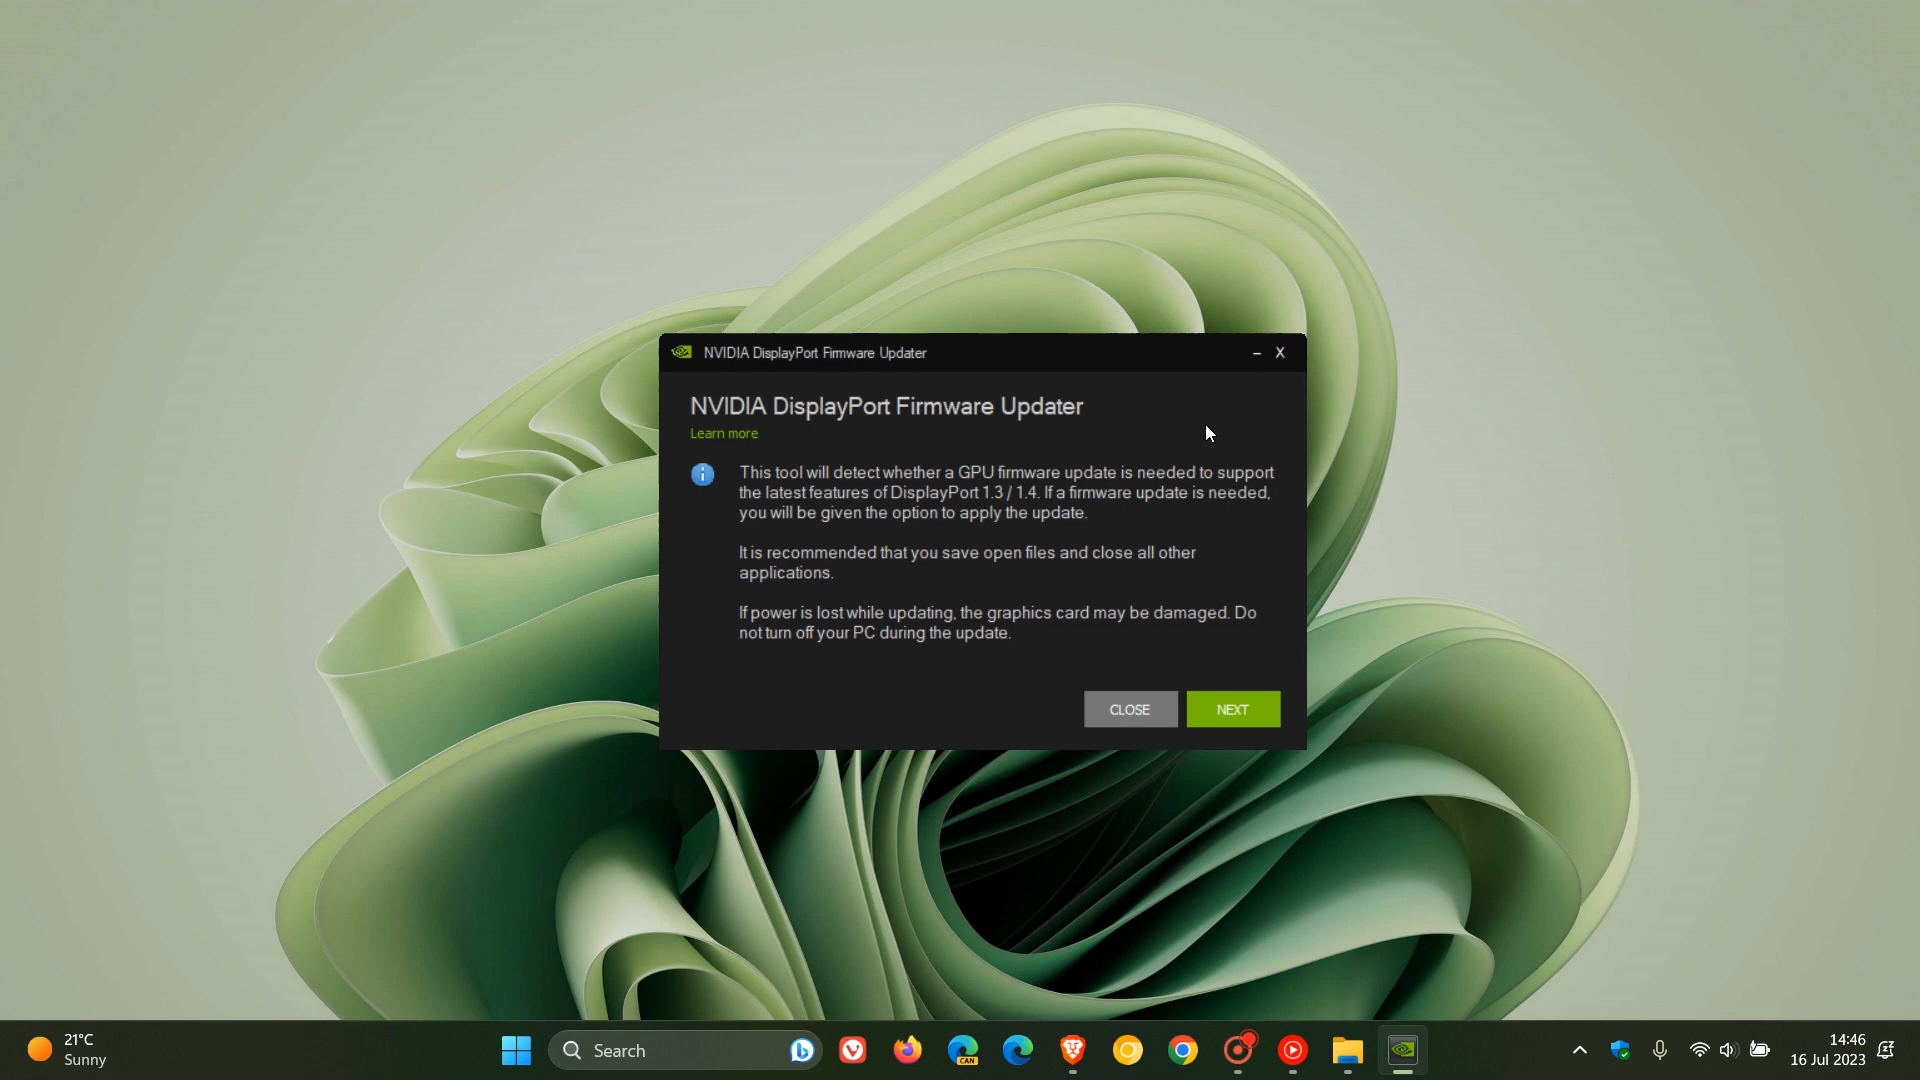 NVIDIA DisplayPort Firmware Updater
NVIDIA DisplayPort Firmware Updater
Learn more
This tool will detect whether a GPU firmware update is needed to support
the latest features of DisplayPort 1.3 / 1.4. If a firmware update is needed,
you will be given the option to apply the update.
It is recommended that you save open files and close all other
applications.
If power is lost while updating, the graphics card may be damaged. Do
not turn off your PC during the update.
CLOSE
NEXT
21°C
Sunny
Search
CAN
14:46
16 Jul 2023